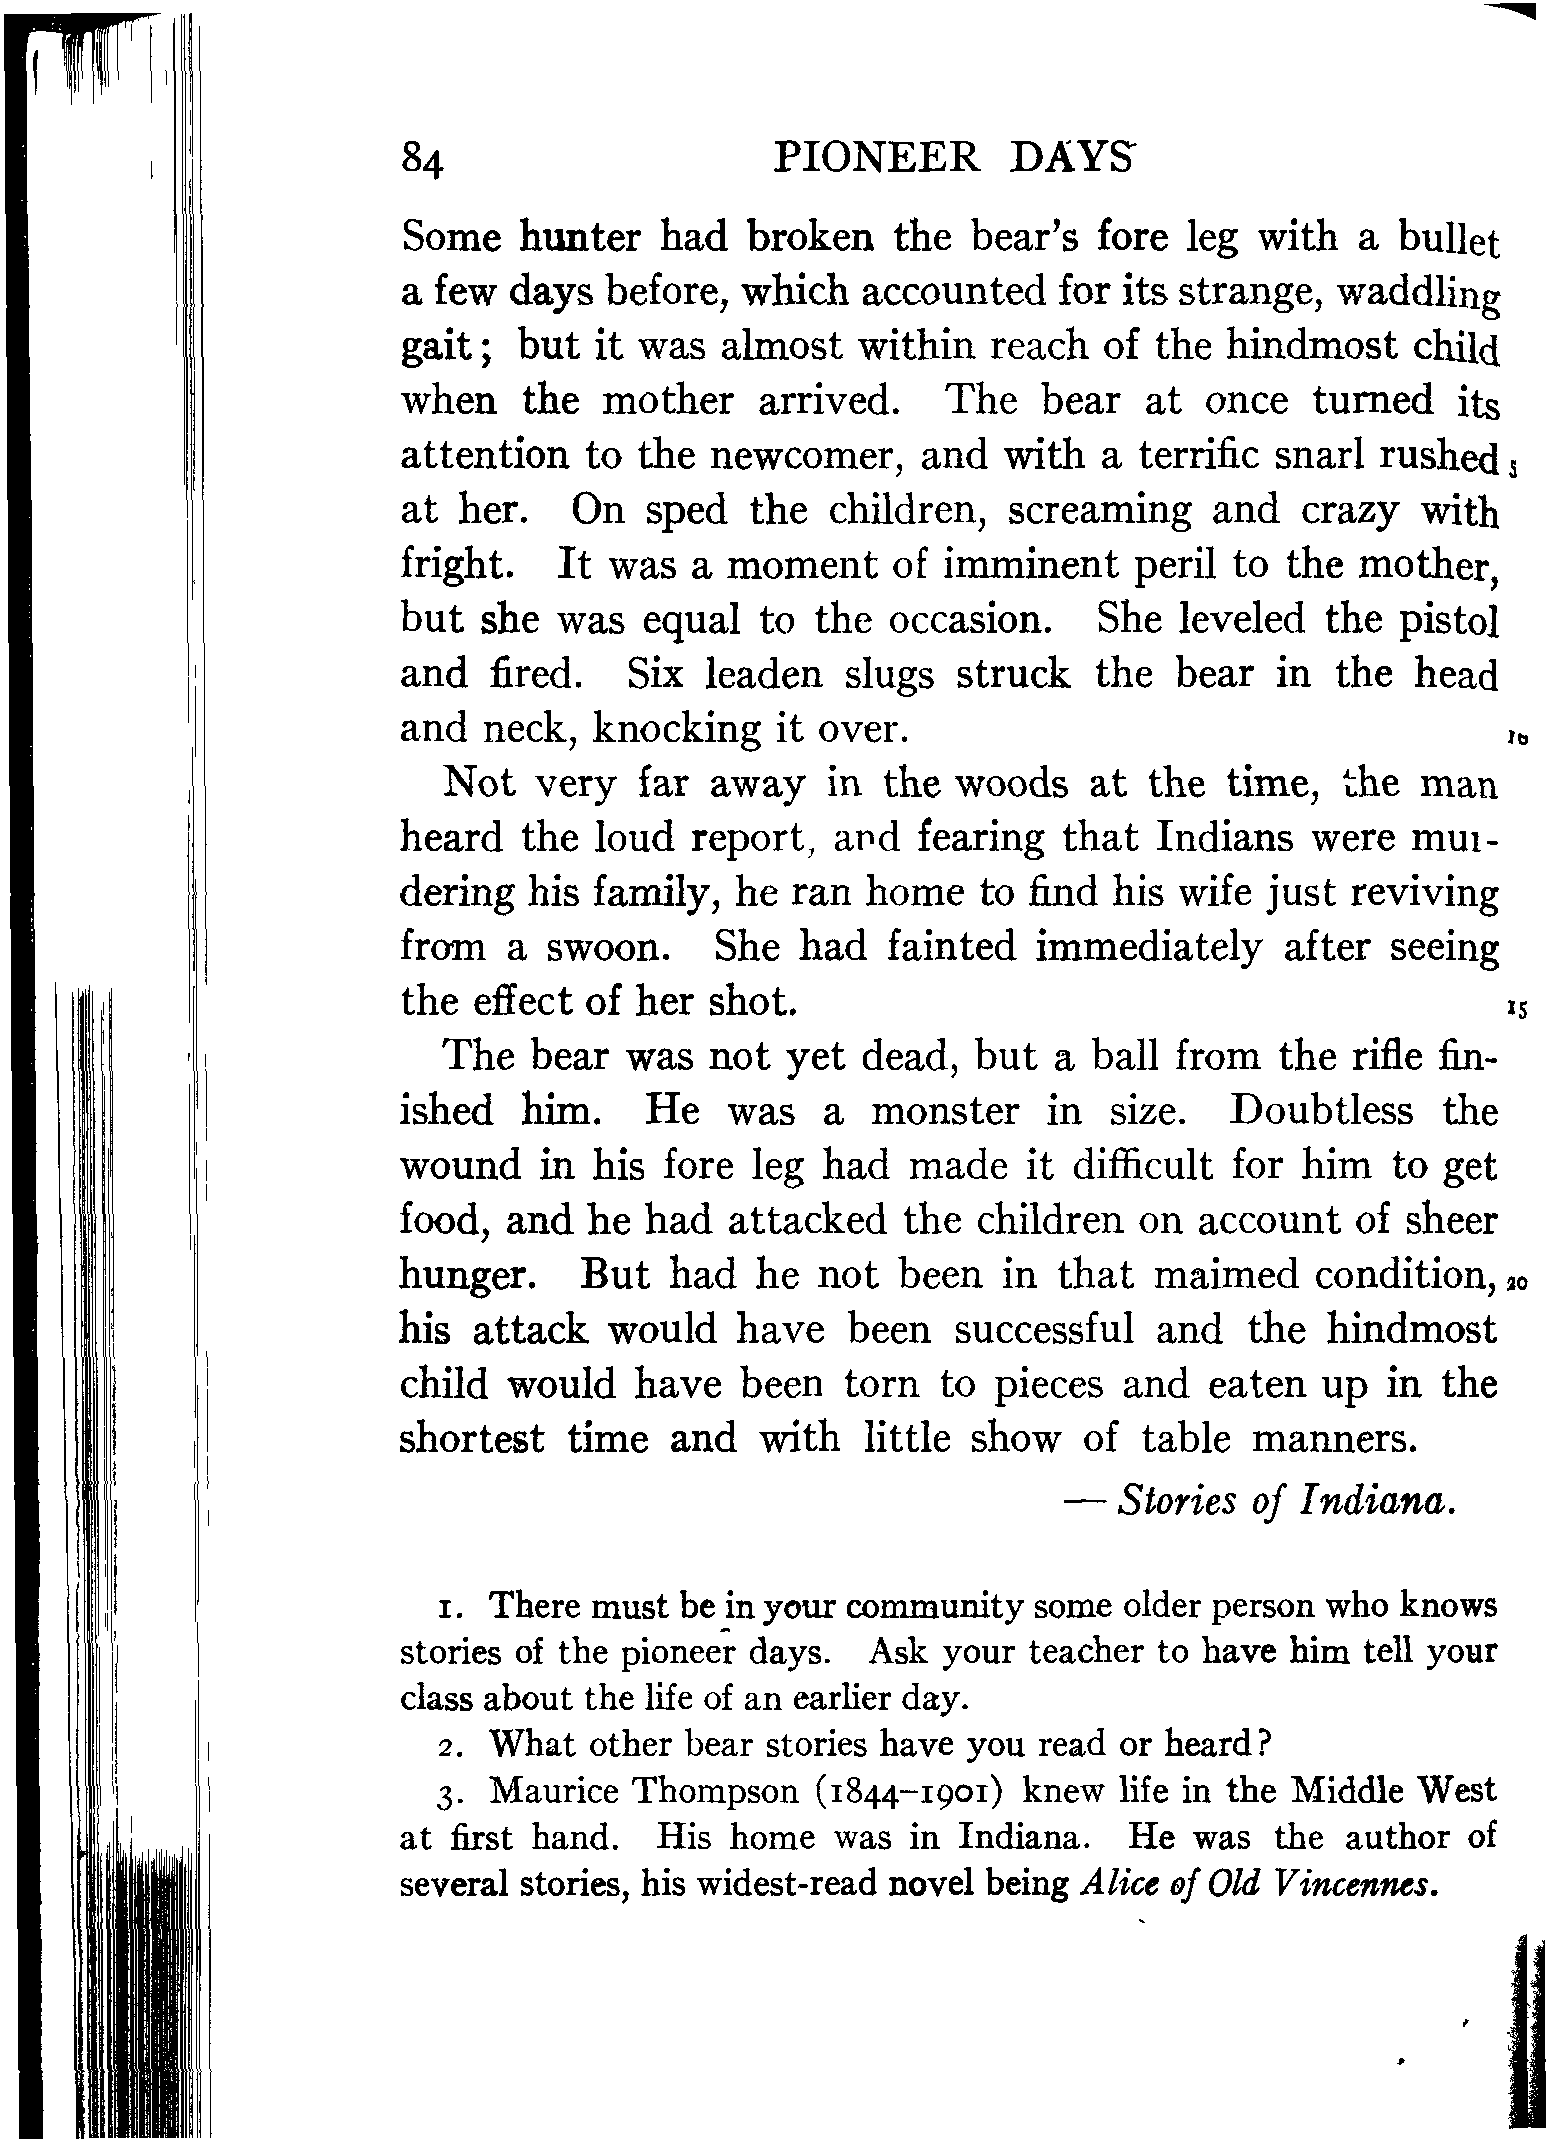 84 PIONEER DAYS
Some hunter had broken the bear's fore leg with a bullet
a few days before, which accounted for its strange, waddling
gait; but it was almost within reach of the hindmost child
when the mother arrived. The bear at once turned its
attention to the newcomer, and with a terrific snarl rushed 5
at her. On sped the children, screaming and crazy with
fright. It was a moment of imminent peril to the mother,
but she was equal to the occasion. She leveled the pistol
and fired. Six leaden slugs struck the bear in the head
and neck, knocking it over. 10
Not very far away in the woods at the time, the man
heard the loud report, and fearing that Indians were mur-
dering his family, he ran home to find his wife just reviving
from a swoon. She had fainted immediately after seeing
the effect of her shot. 15
The bear was not yet dead, but a ball from the rifle fin-
ished him. He was a monster in size. Doubtless the
wound in his fore leg had made it difficult for him to get
food, and he had attacked the children on account of sheer
hunger. But had he not been in that maimed condition, 20
his attack would have been successful and the hindmost
child would have been torn to pieces and eaten up in the
shortest time and with little show of table manners.
— Stories of Indiana.
1. There must be in your community some older person who knows
stories of the pioneer days. Ask your teacher to have him tell your
class about the life of an earlier day.
2. What other bear stories have you read or heard?
3. Maurice Thompson (1844–1901) knew life in the Middle West
at first hand. His home was in Indiana. He was the author of
several stories, his widest-read novel being Alice of Old Vincennes.